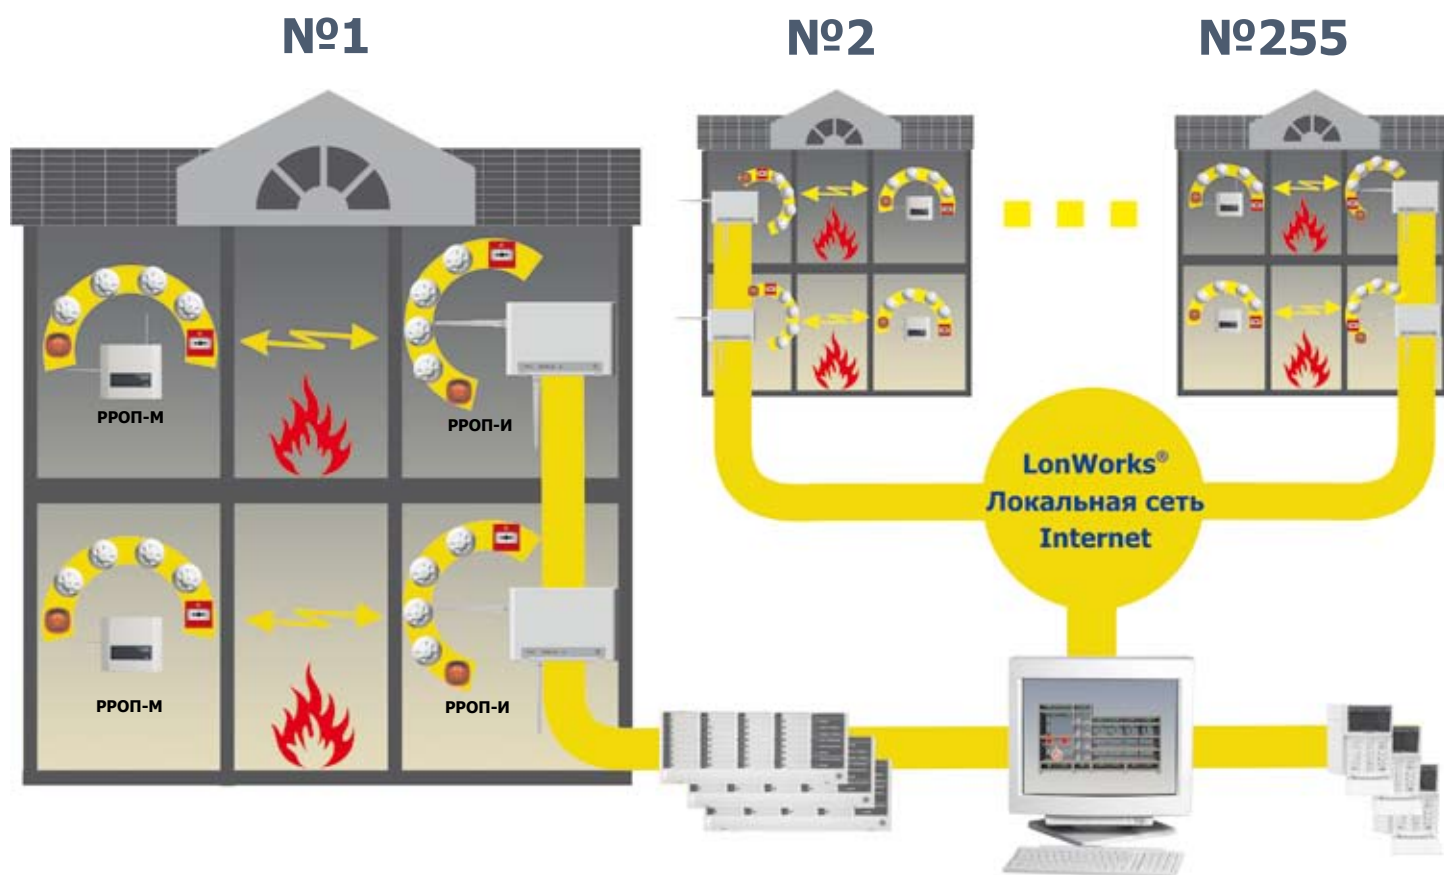 №1
№2
№255
РРОП-М
РРОП-И
LonWorks®
Локальная сеть
Internet
РРОП-М
РРОП-И